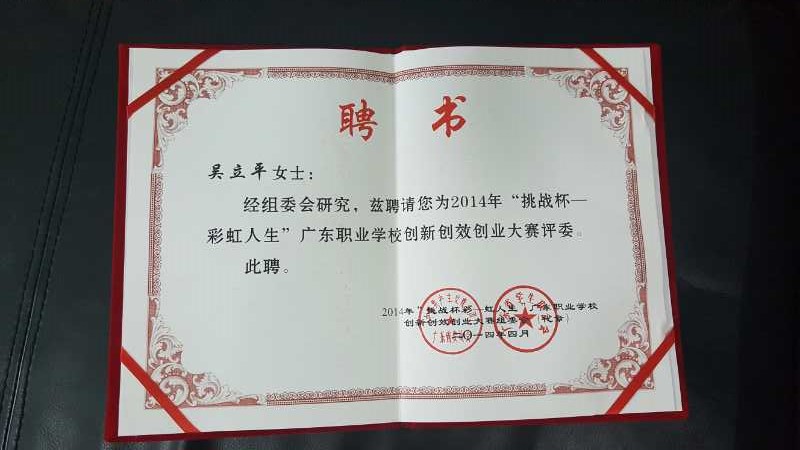 聘书
吴立平女士：
经组委会研究，兹聘请您为2014年“挑战杯—
彩虹人生”广东职业学校创新创效创业大赛评委。
此聘。
2014年“挑战杯彩—虹人生”广东职业学校
创新创效创业大赛组委会（代章）
二〇一四年四月